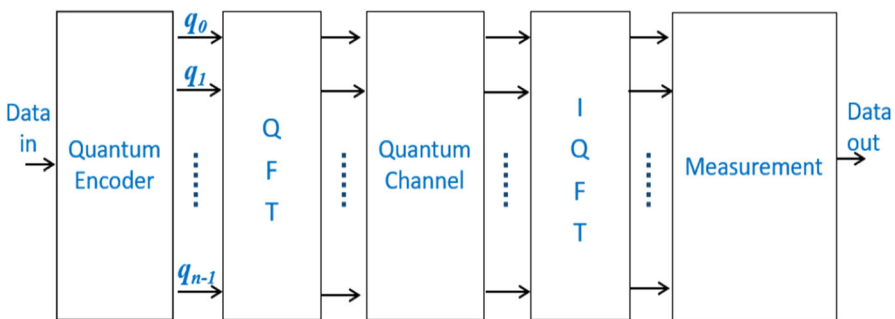 Data
in
Quantum
Encoder
q0
q1
qn-1
Q
F
T
Quantum
Channel
I
Q
F
T
Measurement
Data
out